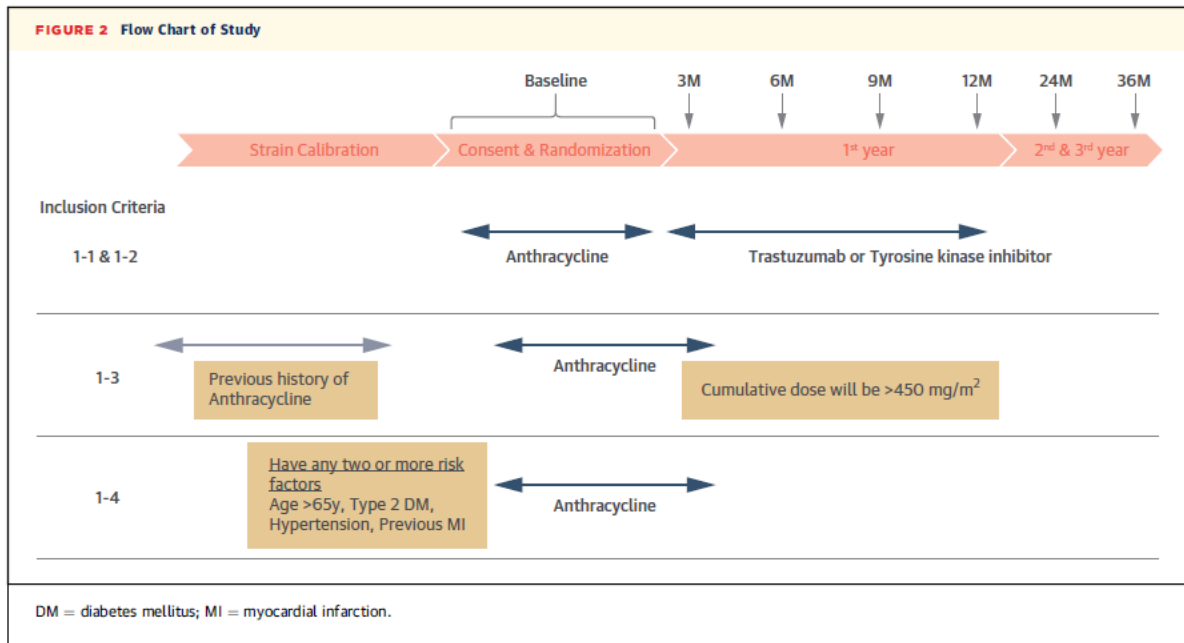 FIGURE 2 Flow Chart of Study
Baseline
3M
6M
9M
12M
24M
36M
Strain Calibration
Consent & Randomization
1st year
2nd & 3rd year
Inclusion Criteria
1-1 & 1-2
Anthracycline
Trastuzumab or Tyrosine kinase inhibitor
1-3
Previous history of
Anthracycline
Anthracycline
Cumulative dose will be >450 mg/m2
1-4
Have any two or more risk
factors
Age >65y, Type 2 DM,
Hypertension, Previous MI
Anthracycline
DM = diabetes mellitus; MI = myocardial infarction.